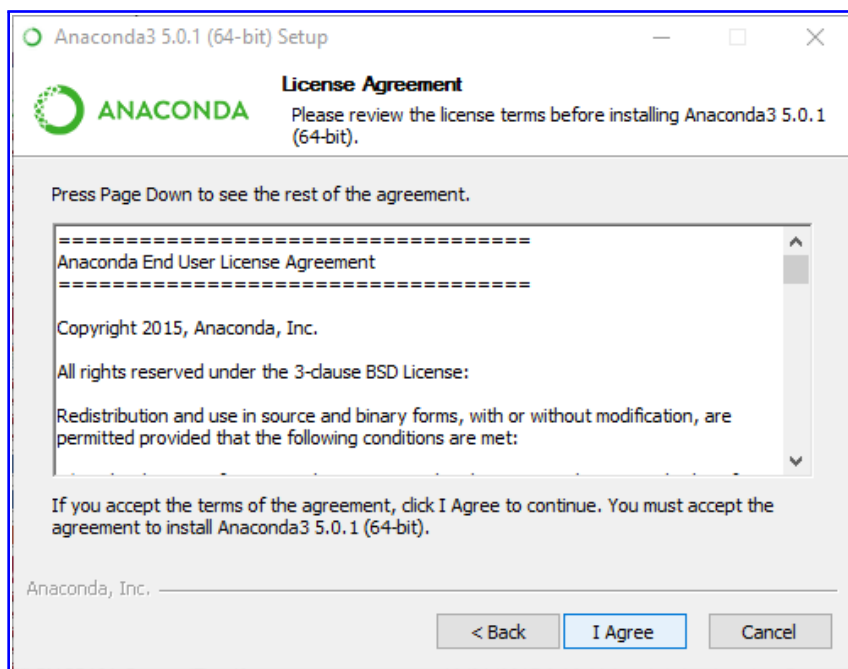 Anaconda3 5.0.1 (64-bit) Setup
License Agreement
ANACONDA
Please review the license terms before installing Anaconda3 5.0.1
(64-bit).
Press Page Down to see the rest of the agreement.
===================================
Anaconda End User License Agreement
===================================
Copyright 2015, Anaconda, Inc.
All rights reserved under the 3-clause BSD License:
Redistribution and use in source and binary forms, with or without modification, are
permitted provided that the following conditions are met:
If you accept the terms of the agreement, click I Agree to continue. You must accept the
agreement to install Anaconda3 5.0.1 (64-bit).
Anaconda, Inc.
< Back I Agree Cancel